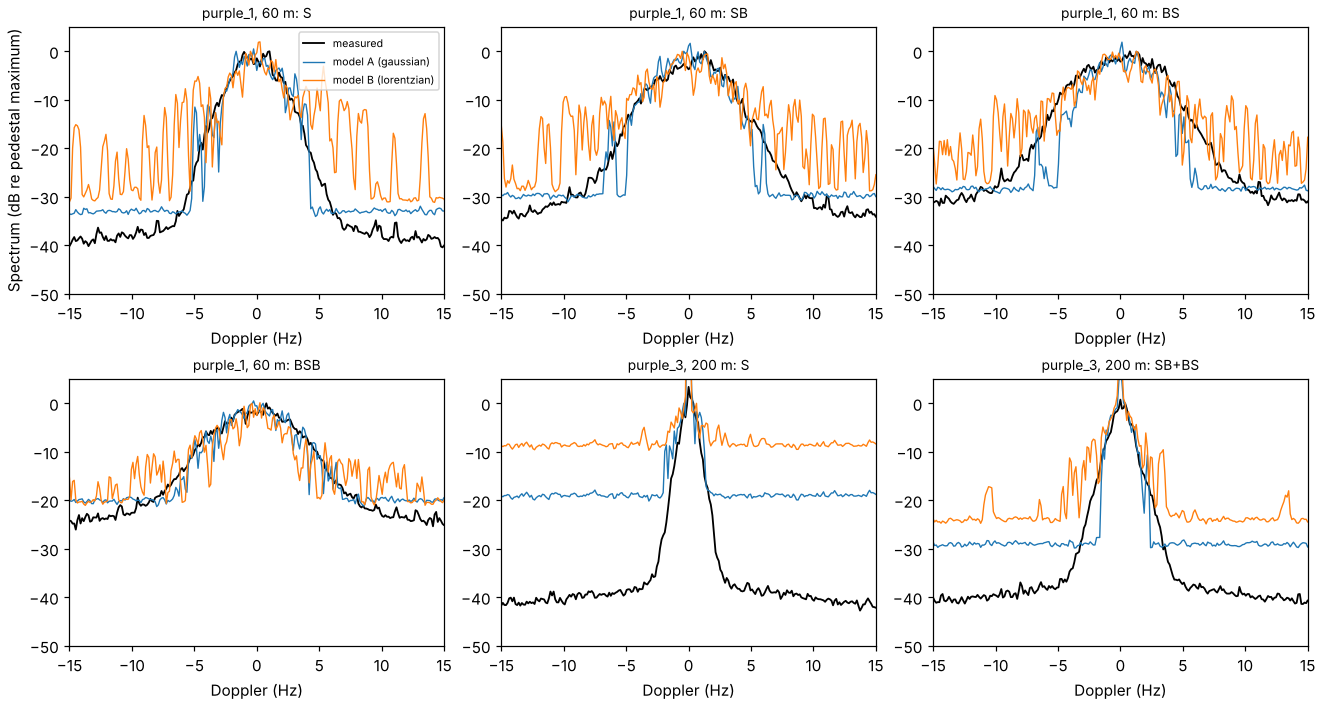 purple_1, 60 m: S
purple_1, 60 m: SB
purple_1, 60 m: BS
measured
model A (gaussian)
model B (lorentzian)
Spectrum (dB re pedestal maximum)
0
−10
−20
−30
−40
−50
−15 −10 −5 0 5 10 15
Doppler (Hz)
0
−10
−20
−30
−40
−50
−15 −10 −5 0 5 10 15
Doppler (Hz)
0
−10
−20
−30
−40
−50
−15 −10 −5 0 5 10 15
Doppler (Hz)
purple_1, 60 m: BSB
purple_3, 200 m: S
purple_3, 200 m: SB+BS
0
−10
−20
−30
−40
−50
−15 −10 −5 0 5 10 15
Doppler (Hz)
0
−10
−20
−30
−40
−50
−15 −10 −5 0 5 10 15
Doppler (Hz)
0
−10
−20
−30
−40
−50
−15 −10 −5 0 5 10 15
Doppler (Hz)